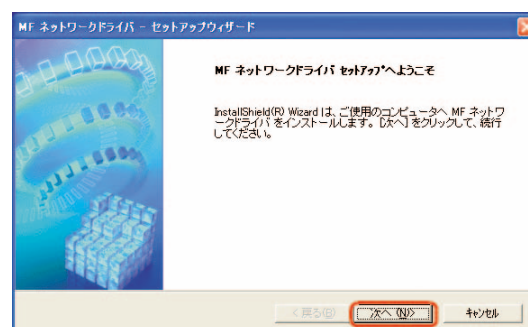 MF ネットワークドライバ - セットアップウィザード
MF ネットワークドライバ セットアップへようこそ
InstallShield(R) Wizard は、ご使用のコンピュータへ MF ネットワ
ークドライバ をインストールします。[次へ] をクリックして、続行
してください。
< 戻る(B)
次へ (N)>
キャンセル